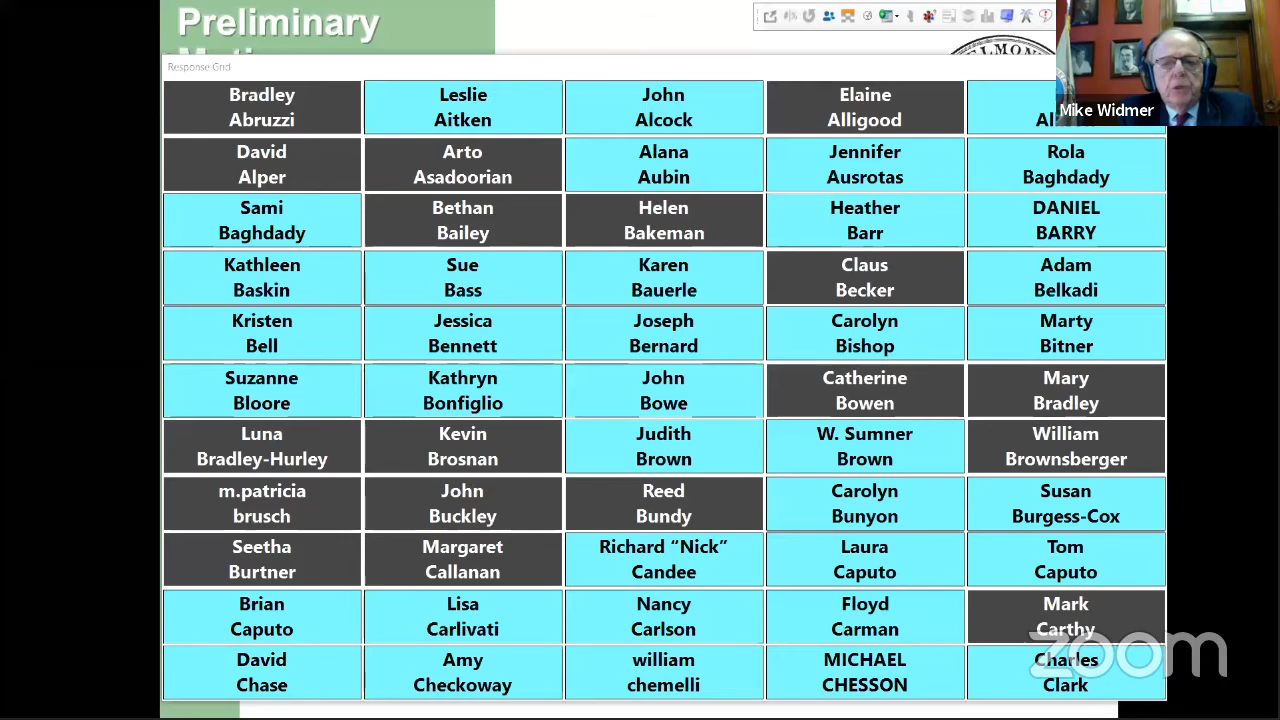 Preliminary
Response Grid
ELMON
Mike Widmer
Bradley Leslie John Elaine
Abruzzi Aitken Alcock Alligood
David Arto Alana Jennifer Rola
Alper Asadoorian Aubin Ausrotas Baghdady
Sami Bethan Helen Heather DANIEL
Baghdady Bailey Bakeman Barr BARRY
Kathleen Sue Karen Claus Adam
Baskin Bass Bauerle Becker Belkadi
Kristen Jessica Joseph Carolyn Marty
Bell Bennett Bernard Bishop Bitner
Suzanne Kathryn John Catherine Mary
Bloore Bonfiglio Bowe Bowen Bradley
Luna Kevin Judith W. Sumner William
Bradley-Hurley Brosnan Brown Brown Brownsberger
m.patricia John Reed Carolyn Susan
brusch Buckley Bundy Bunyon Burgess-Cox
Seetha Margaret Richard “Nick” Laura Tom
Burtner Callanan Candee Caputo Caputo
Brian Lisa Nancy Floyd Mark
Caputo Carlivati Carlson Carman Carthy
David Amy william MICHAEL Charles
Chase Checkoway chemelli CHESSON Clark
zoom